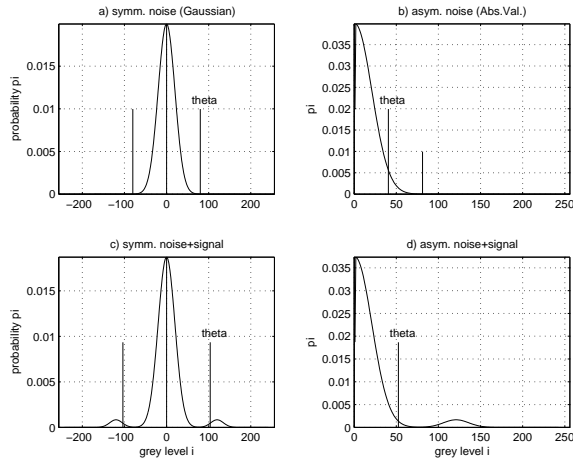 a) symm. noise (Gaussian)
probability pi
0.015
0.01
0.005
0
theta
−200 −100 0 100 200
b) asym. noise (Abs.Val.)
pi
0.035
0.03
0.025
0.02
0.015
0.01
0.005
0
theta
0 50 100 150 200 250
c) symm. noise+signal
probability pi
0.015
0.01
0.005
0
theta
−200 −100 0 100 200
grey level i
d) asym. noise+signal
pi
0.035
0.03
0.025
0.02
0.015
0.01
0.005
0
theta
0 50 100 150 200 250
grey level i